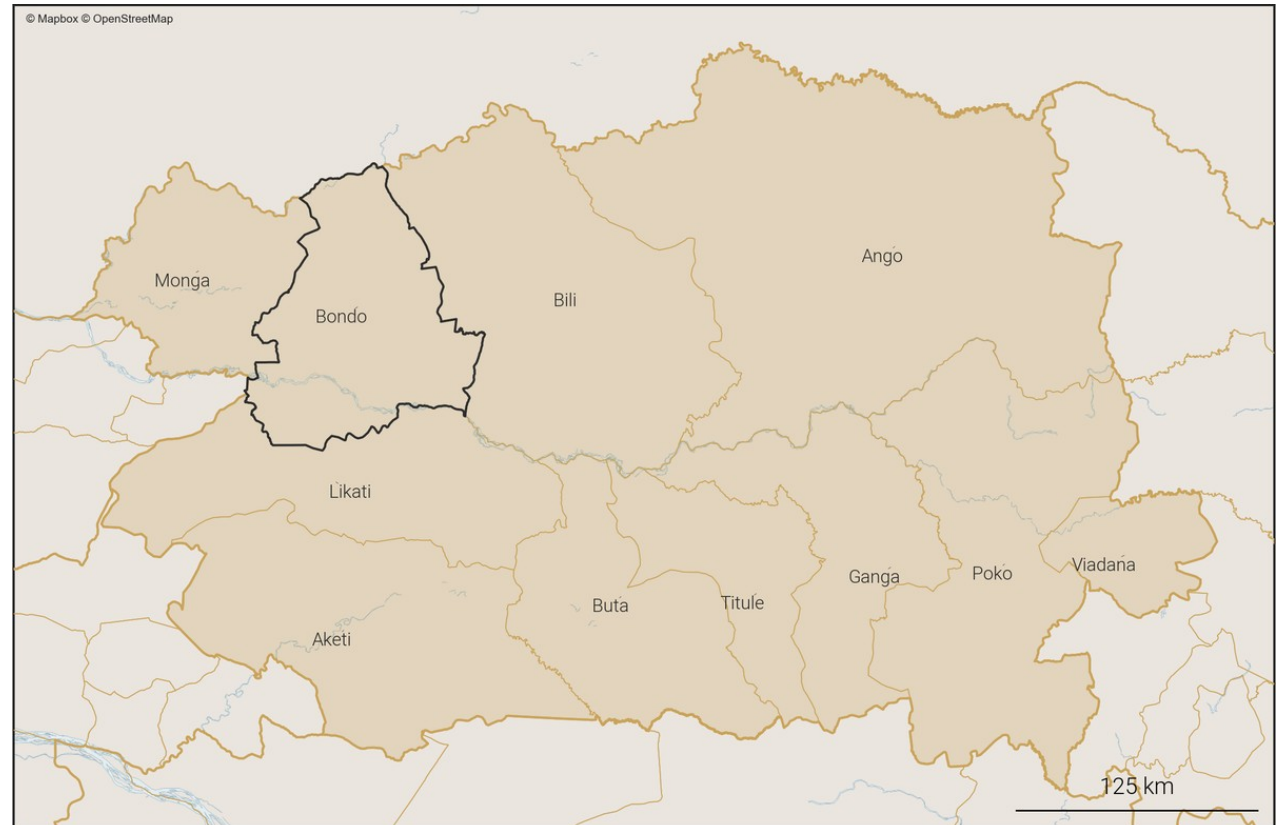 © Mapbox © OpenStreetMap
Ango
Monga
Bili
Bondo
Likati
Viadana
Poko
Ganga
Titule
Buta
Aketi
125 km